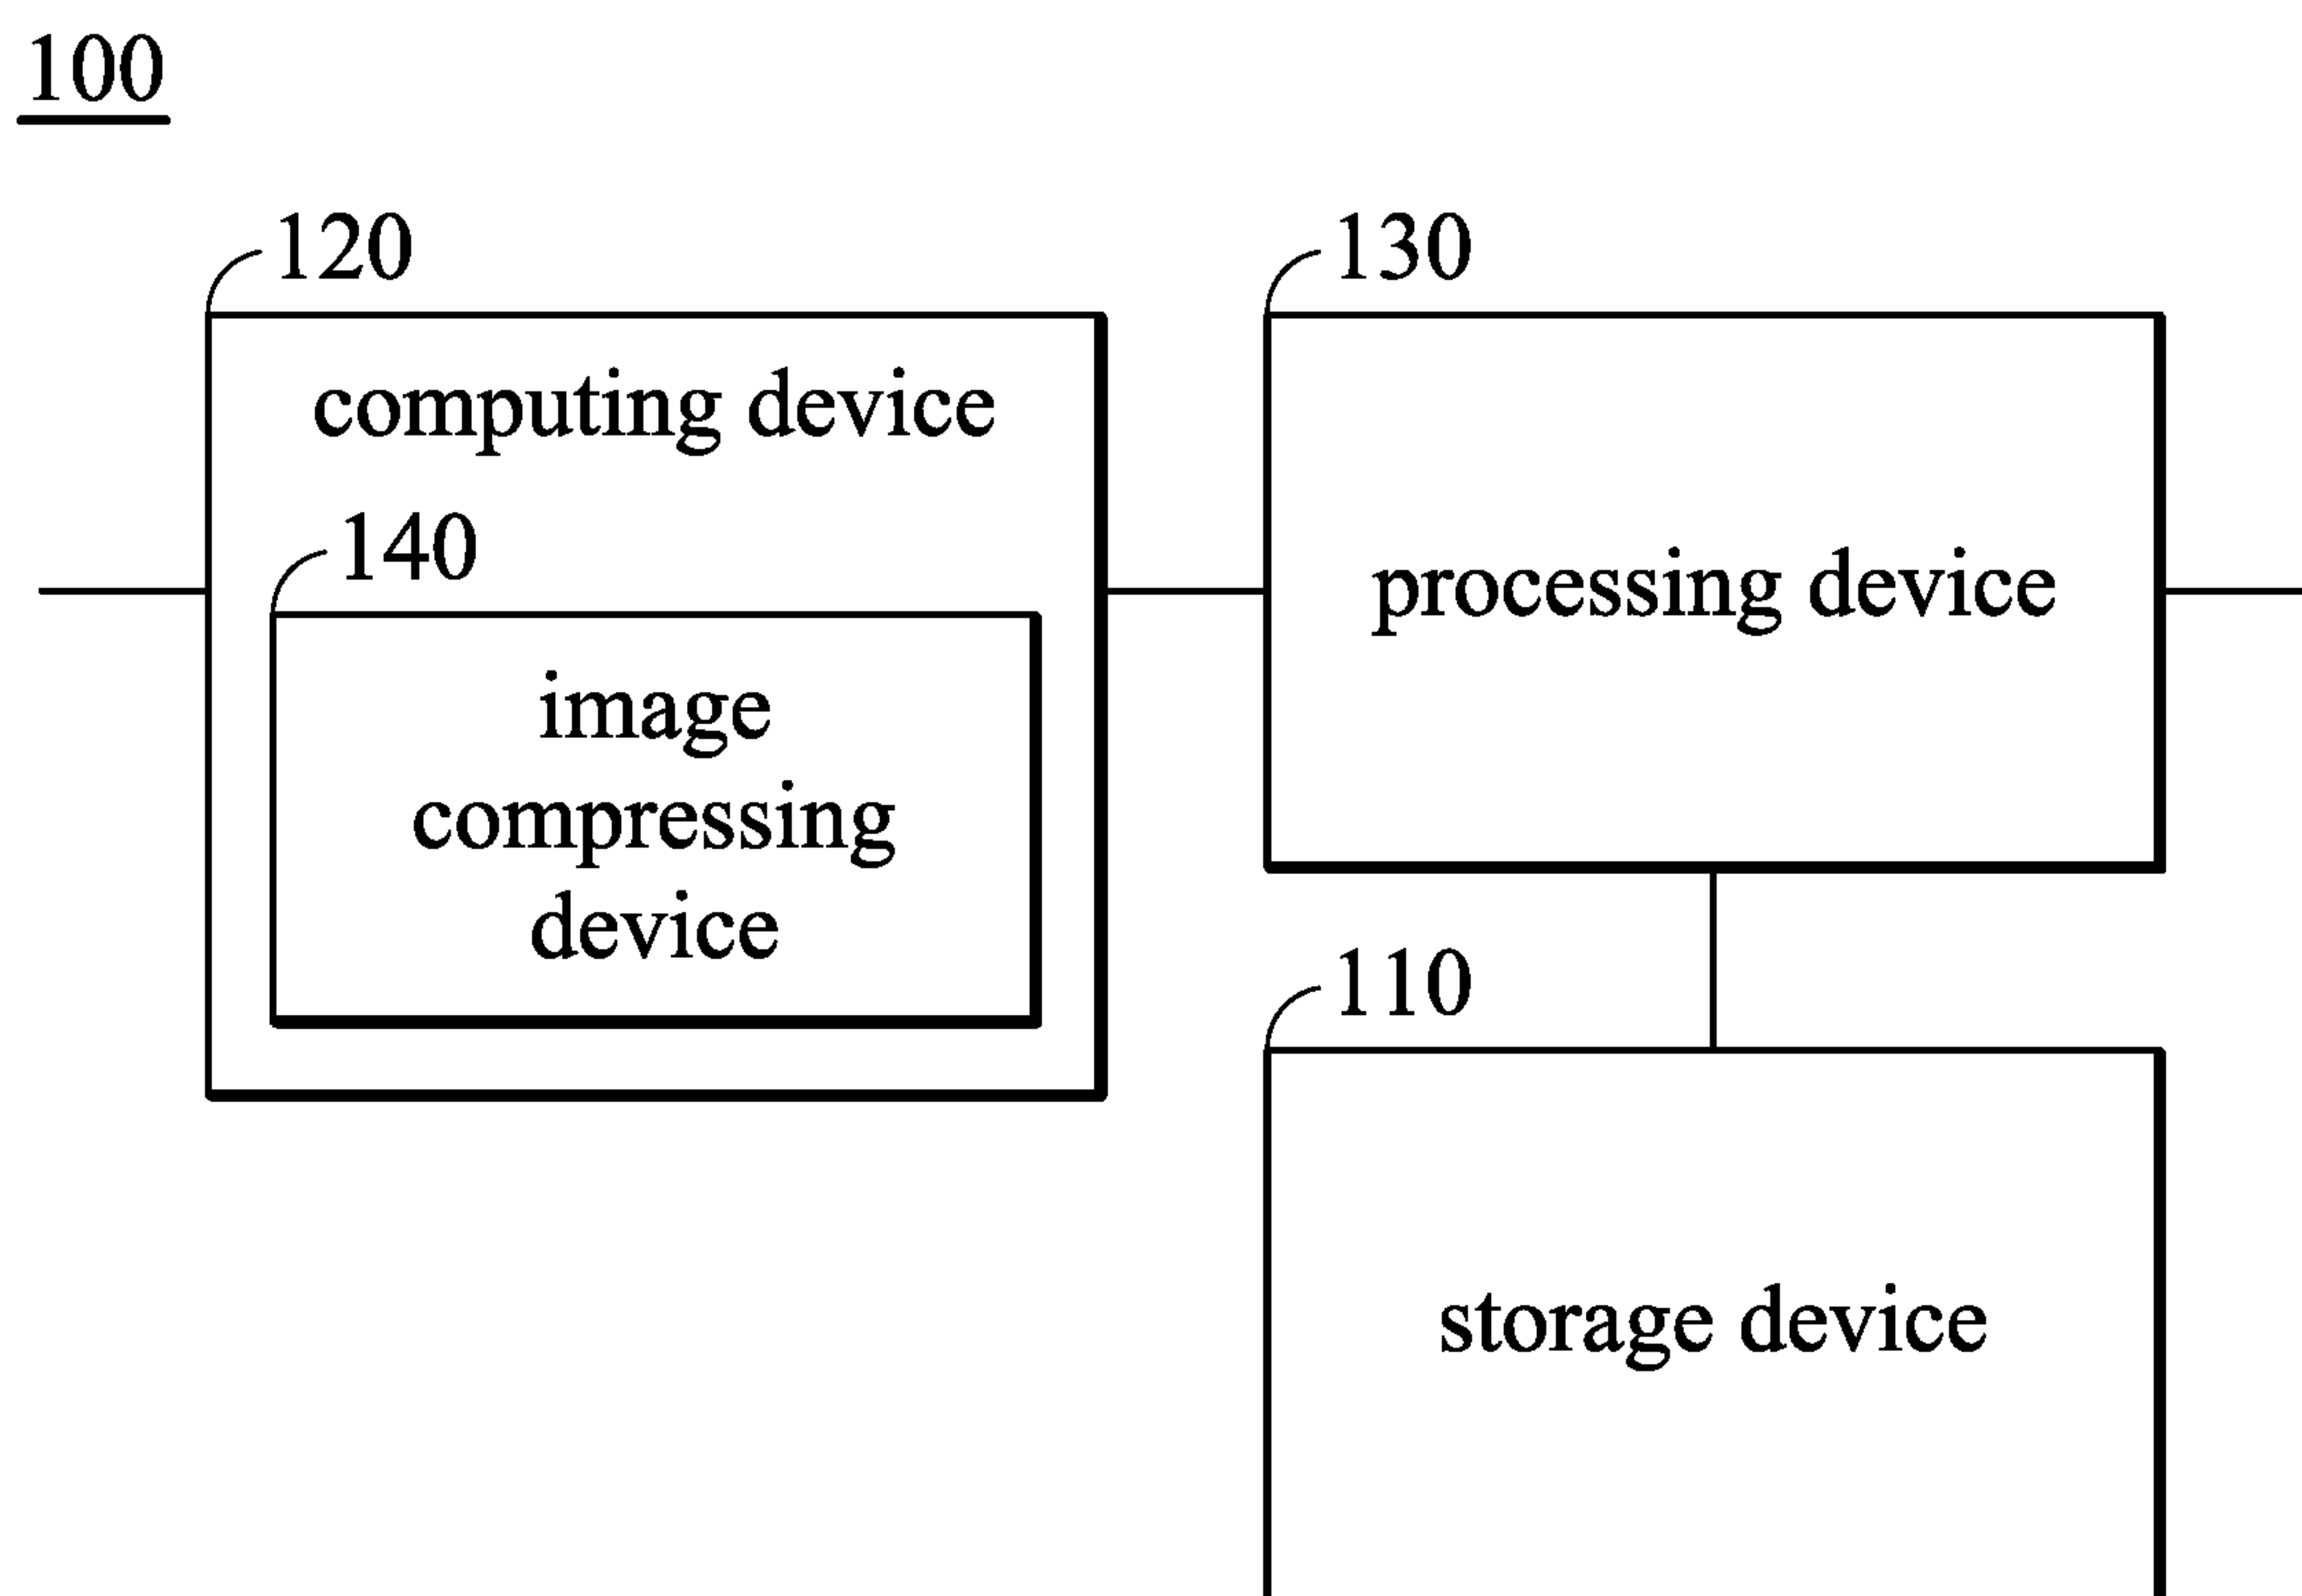 100
120
computing device
140
image
compressing
device
130
processing device
110
storage device